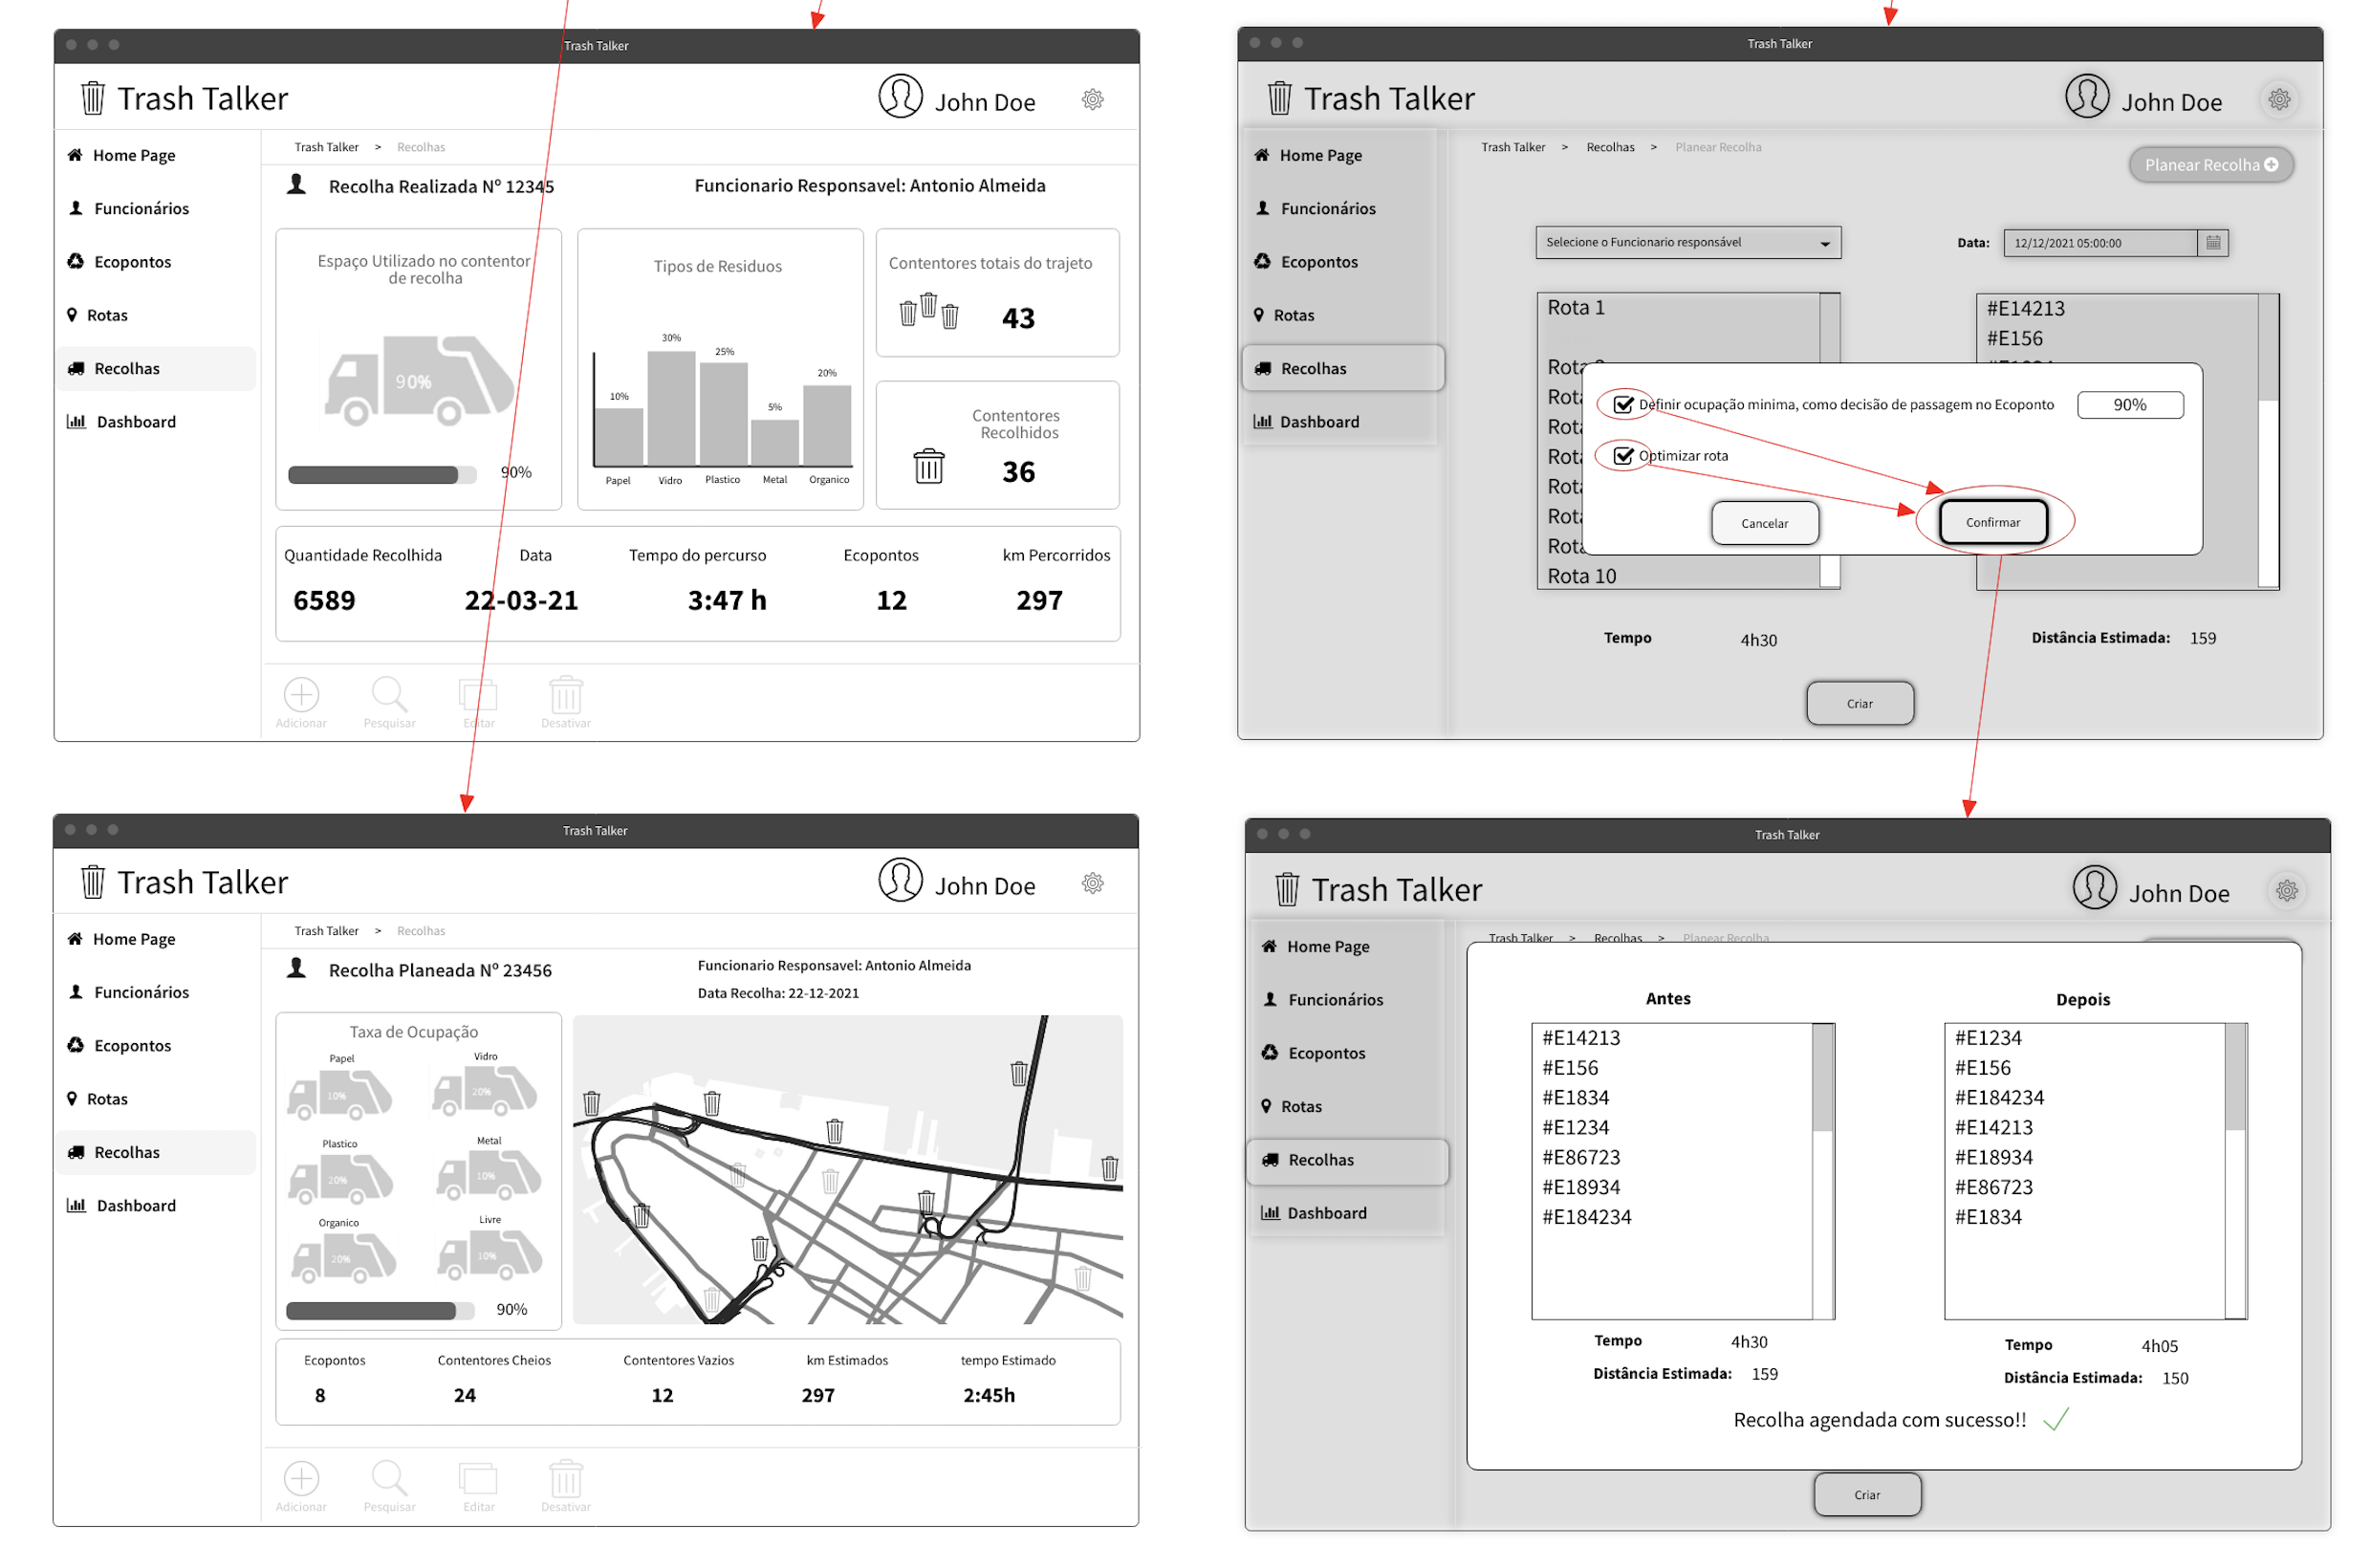 Trash Talker
Trash Talker
John Doe
Home Page
Funcionários
Ecopontos
Rotas
Recolhas
Dashboard
Trash Talker > Recolhas
Recolha Realizada Nº 12345
Funcionario Responsavel: Antonio Almeida
Espaço Utilizado no contentor
de recolha
90%
90%
Tipos de Residuos
10%
30%
25%
5%
20%
Papel
Vidro
Plastico
Metal
Organico
Contentores totais do trajeto
43
Contentores
Recolhidos
36
Quantidade Recolhida
Data
Tempo do percurso
Ecopontos
km Percorridos
6589
22-03-21
3:47 h
12
297
Adicionar
Pesquisar
Editar
Desativar
Trash Talker
Trash Talker
John Doe
Home Page
Funcionários
Ecopontos
Rotas
Recolhas
Dashboard
Trash Talker > Recolhas > Planear Recolha
Planear Recolha
Selecione o Funcionario responsável
Data:
12/12/2021 05:00:00
Rota 1
Rota
Rota
Rota
Rota
Rota
Rota
Rota
Rota 10
#E14213
#E156
Definir ocupação minima, como decisão de passagem no Ecoponto
90%
Optimizar rota
Cancelar
Confirmar
Tempo
4h30
Distância Estimada:
159
Criar
Trash Talker
Trash Talker
John Doe
Home Page
Funcionários
Ecopontos
Rotas
Recolhas
Dashboard
Trash Talker > Recolhas
Recolha Planeada Nº 23456
Funcionario Responsavel: Antonio Almeida
Data Recolha: 22-12-2021
Taxa de Ocupação
Papel
Vidro
10%
20%
Plastico
Metal
20%
10%
Organico
Livre
20%
10%
90%
Ecopontos
Contentores Cheios
Contentores Vazios
km Estimados
tempo Estimado
8
24
12
297
2:45h
Adicionar
Pesquisar
Editar
Desativar
Trash Talker
Trash Talker
John Doe
Home Page
Funcionários
Ecopontos
Rotas
Recolhas
Dashboard
Trash Talker > Recolhas > Planear Recolha
Antes
#E14213
#E156
#E1834
#E1234
#E86723
#E18934
#E184234
Tempo
4h30
Distância Estimada:
159
Depois
#E1234
#E156
#E184234
#E14213
#E18934
#E86723
#E1834
Tempo
4h05
Distância Estimada:
150
Recolha agendada com sucesso!!
Criar